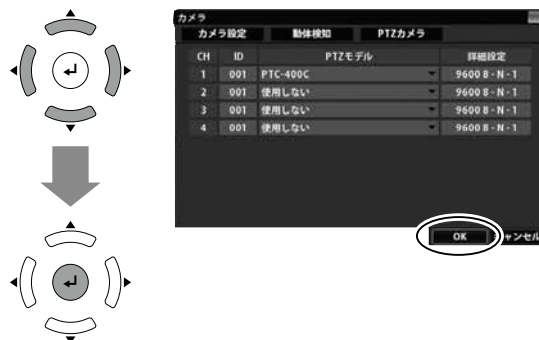 カメラ
カメラ設定 動体検知 PTZカメラ
CH ID PTZモデル 詳細設定
1 001 PTC-400C 9600 8 - N - 1
2 001 使用しない 9600 8 - N - 1
3 001 使用しない 9600 8 - N - 1
4 001 使用しない 9600 8 - N - 1
OK ャンセル